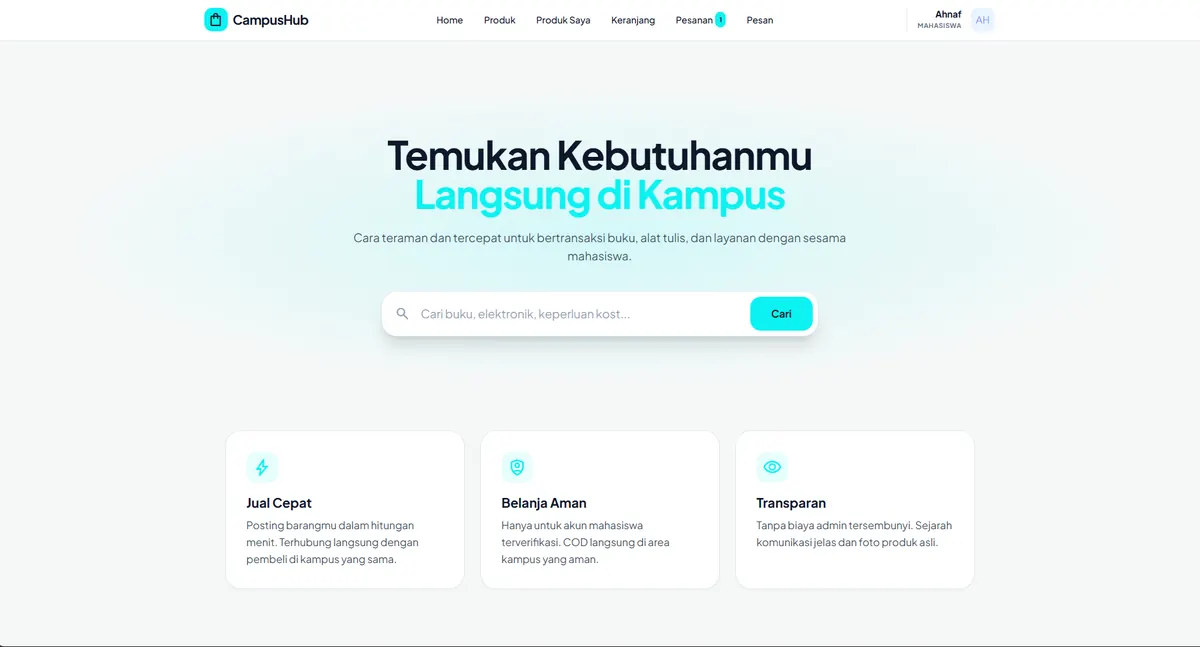 CampusHub
Home
Produk
Produk Saya
Keranjang
Pesanan 1
Pesan
Ahnaf
MAHASISWA
AH
Temukan Kebutuhanmu
Langsung di Kampus
Cara teraman dan tercepat untuk bertransaksi buku, alat tulis, dan layanan dengan sesama
mahasiswa.
Cari buku, elektronik, keperluan kost...
Cari
Jual Cepat
Posting barangmu dalam hitungan
menit. Terhubung langsung dengan
pembeli di kampus yang sama.
Belanja Aman
Hanya untuk akun mahasiswa
terverifikasi. COD langsung di area
kampus yang aman.
Transparan
Tanpa biaya admin tersembunyi. Sejarah
komunikasi jelas dan foto produk asli.